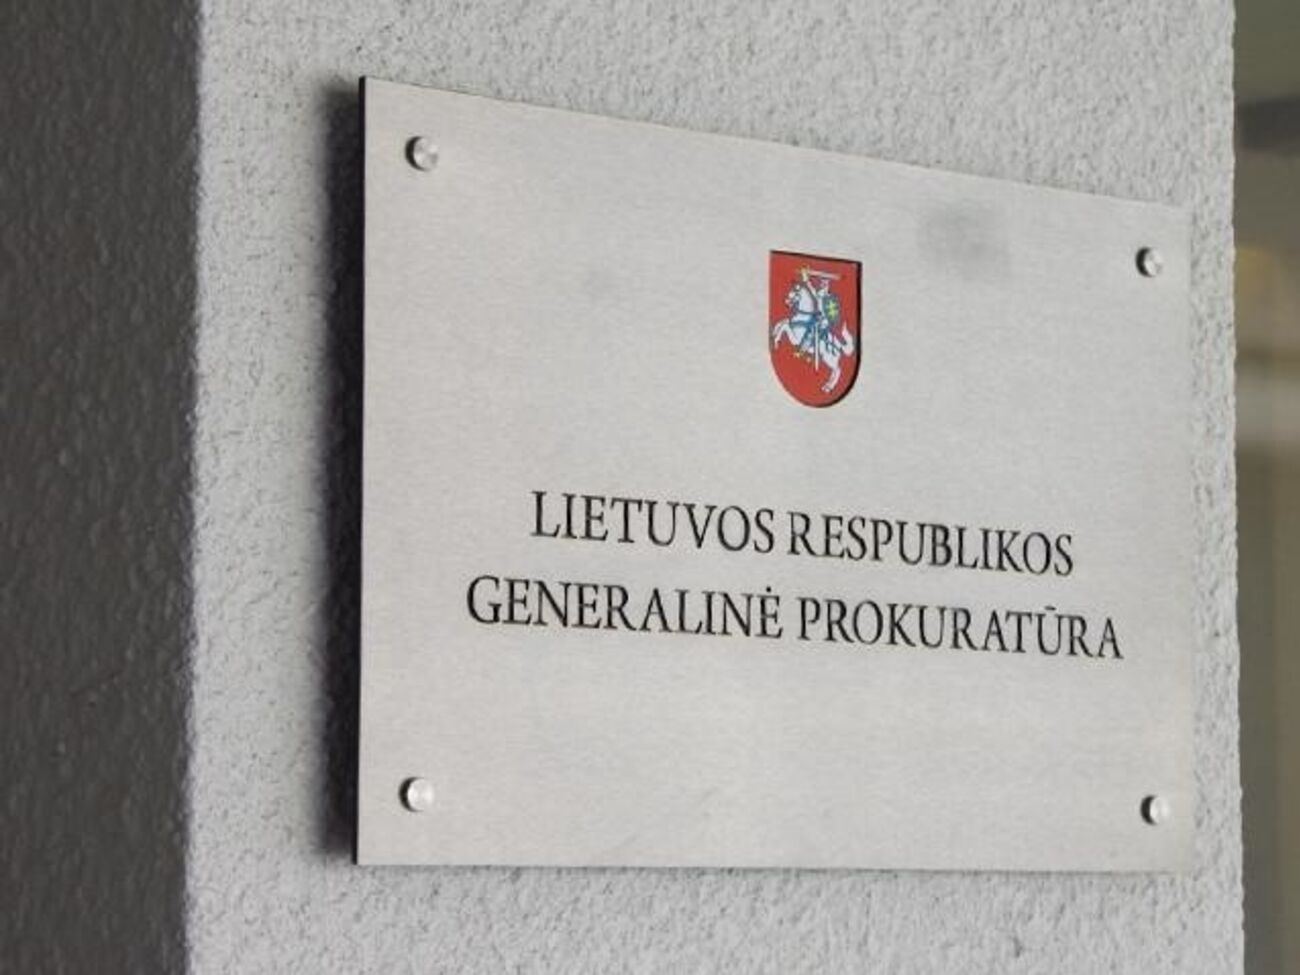 LIETUVOS RESPUBLIKOS
GENERALINĖ PROKURATŪRA